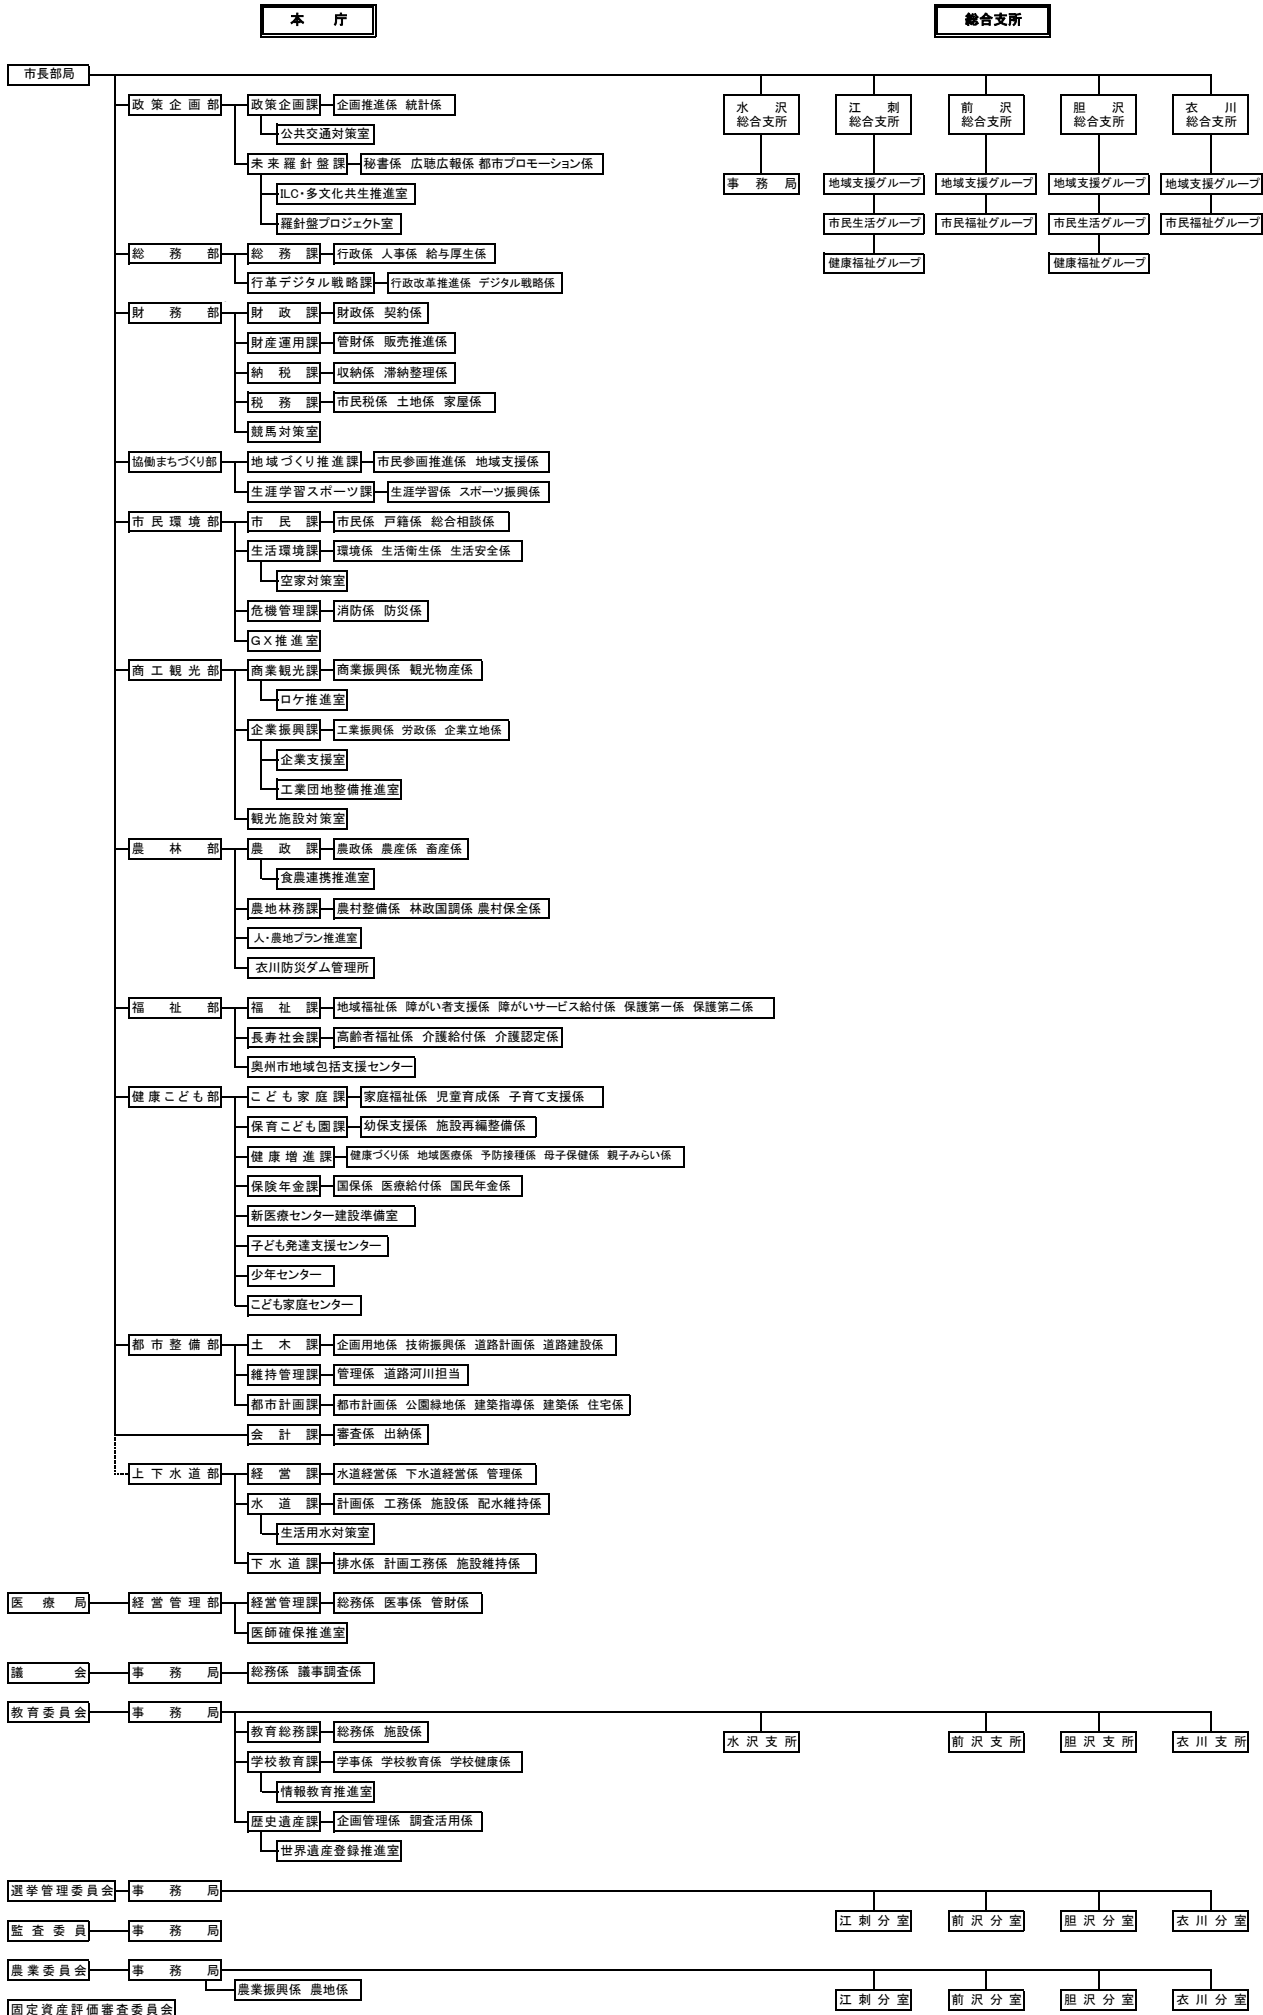 本　庁
総合支所
市長部局
政策企画部　政策企画課　企画推進係 統計係
公共交通対策室
未来羅針盤課　秘書係 広聴広報係 都市プロモーション係
ILC・多文化共生推進室
羅針盤プロジェクト室
水　沢
総合支所
江　刺
総合支所
前　沢
総合支所
胆　沢
総合支所
衣　川
総合支所
事務局　地域支援グループ　地域支援グループ　地域支援グループ　地域支援グループ
市民生活グループ　市民福祉グループ　市民生活グループ　市民福祉グループ
健康福祉グループ　健康福祉グループ
総務部　総務課　行政係 人事係 給与厚生係
行革デジタル戦略課　行政改革推進係 デジタル戦略係
財務部　財政課　財政係 契約係
財産運用課　管財係 販売推進係
納税課　収納係 滞納整理係
税務課　市民税係 土地係 家屋係
競馬対策室
協働まちづくり部　地域づくり推進課　市民参画推進係 地域支援係
生涯学習スポーツ課　生涯学習係 スポーツ振興係
市民環境部　市民課　市民係 戸籍係 総合相談係
生活環境課　環境係 生活衛生係 生活安全係
空家対策室
危機管理課　消防係 防災係
GX推進室
商工観光部　商業観光課　商業振興係 観光物産係
ロケ推進室
企業振興課　工業振興係 労政係 企業立地係
企業支援室
工業団地整備推進室
観光施設対策室
農林部　農政課　農政係 農産係 畜産係
食農連携推進室
農地林務課　農村整備係 林政国調係 農村保全係
人・農地プラン推進室
衣川防災ダム管理所
福祉部　福祉課　地域福祉係 障がい者支援係 障がいサービス給付係 保護第一係 保護第二係
長寿社会課　高齢者福祉係 介護給付係 介護認定係
奥州市地域包括支援センター
健康こども部　こども家庭課　家庭福祉係 児童育成係 子育て支援係
保育こども園課　幼保支援係 施設再編整備係
健康増進課　健康づくり係 地域医療係 予防接種係 母子保健係 親子みらい係
保険年金課　国保係 医療給付係 国民年金係
新医療センター建設準備室
子ども発達支援センター
少年センター
こども家庭センター
都市整備部　土木課　企画用地係 技術振興係 道路計画係 道路建設係
維持管理課　管理係 道路河川担当
都市計画課　都市計画係 公園緑地係 建築指導係 建築係 住宅係
会計課　審査係 出納係
上下水道部　経営課　水道経営係 下水道経営係 管理係
水道課　計画係 工務係 施設係 配水維持係
生活用水対策室
下水道課　排水係 計画工務係 施設維持係
医療局　経営管理部　経営管理課　総務係 医事係 管財係
医師確保推進室
議会　事務局　総務係 議事調査係
教育委員会　事務局
教育総務課　総務係 施設係　水沢支所　前沢支所　胆沢支所　衣川支所
学校教育課　学事係 学校教育係 学校健康係
情報教育推進室
歴史遺産課　企画管理係 調査活用係
世界遺産登録推進室
選挙管理委員会　事務局
江刺分室　前沢分室　胆沢分室　衣川分室
監査委員　事務局
農業委員会　事務局
農業振興係 農地係
江刺分室　前沢分室　胆沢分室　衣川分室
固定資産評価審査委員会